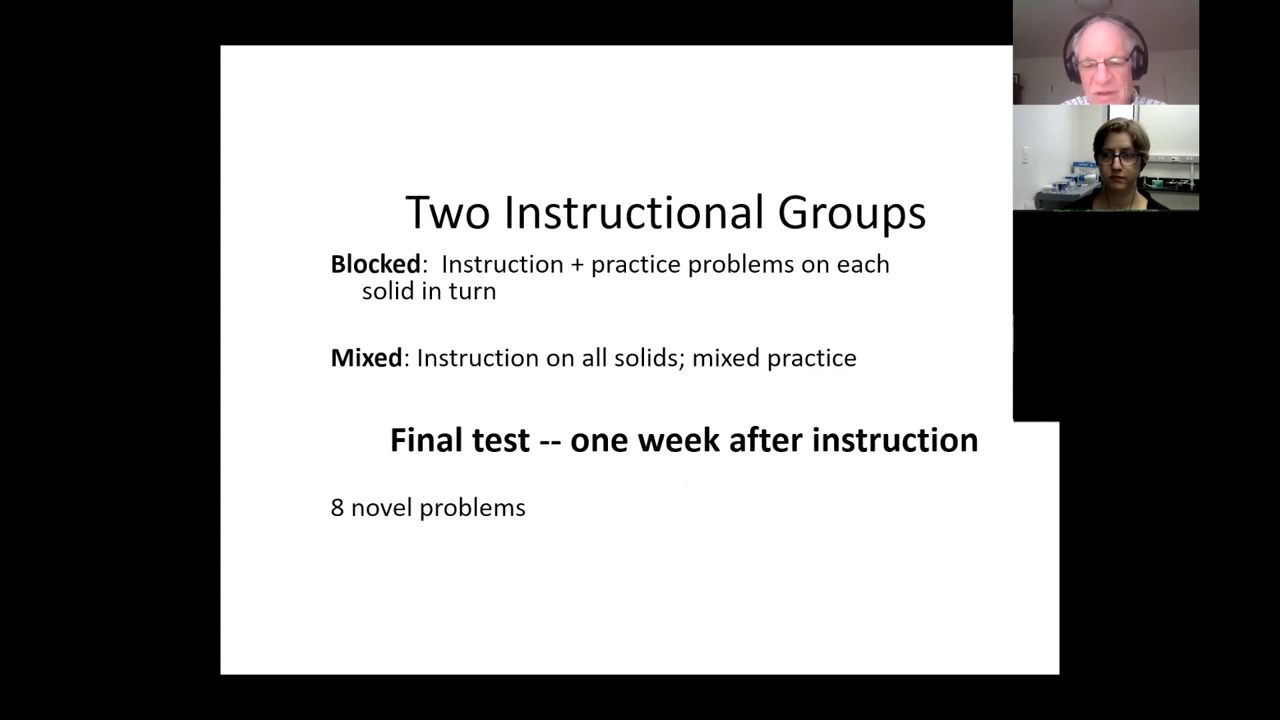 Two Instructional Groups
Blocked: Instruction + practice problems on each
solid in turn
Mixed: Instruction on all solids; mixed practice
Final test -- one week after instruction
8 novel problems